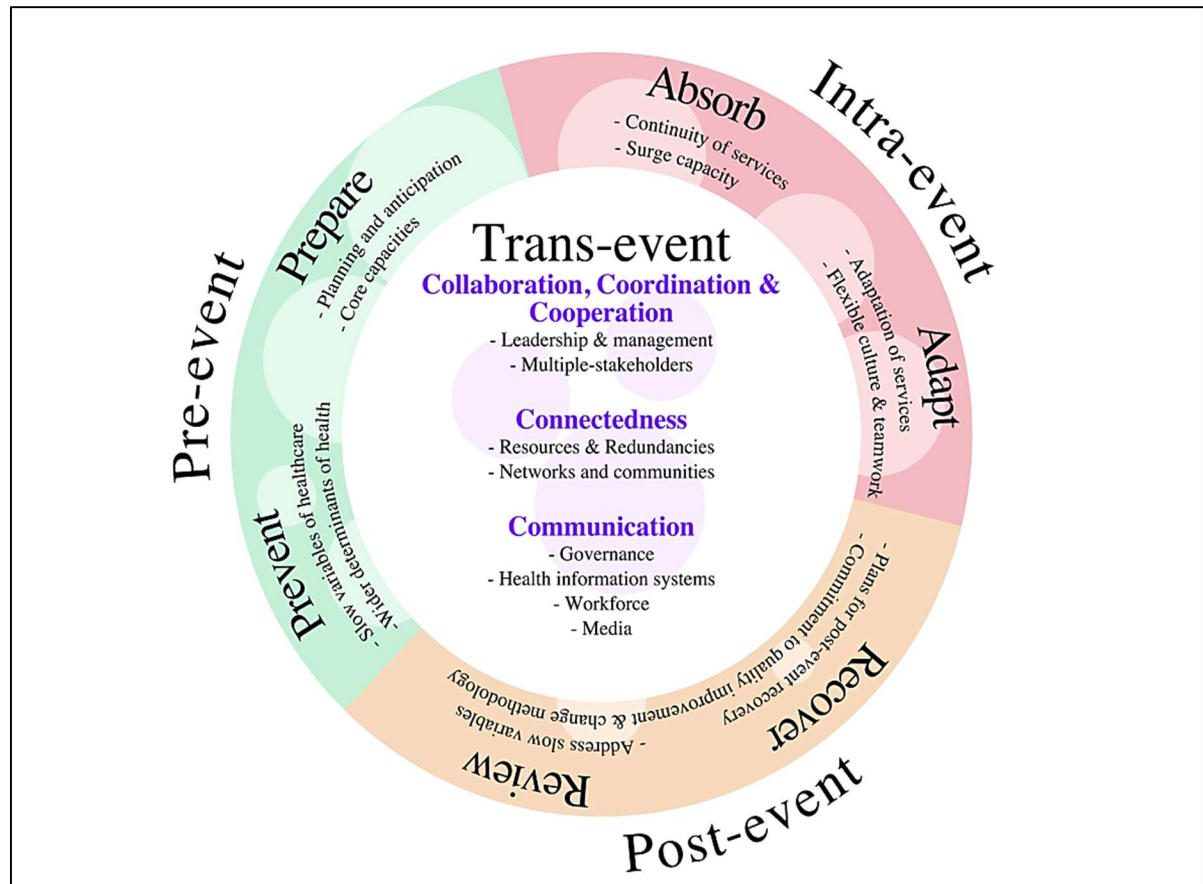 Pre-event
Prevent
- Slow variables of healthcare
- Wider determinants of health
Prepare
- Planning and anticipation
- Core capacities
Intra-event
Absorb
- Continuity of services
- Surge capacity
Adapt
- Adaptation of services
- Flexible culture & teamwork
Post-event
Recover
- Plans for post-event recovery
- Commitment to quality improvement & change methodology
Review
- Address slow variables
Trans-event
Collaboration, Coordination &
Cooperation
- Leadership & management
- Multiple-stakeholders
Connectedness
- Resources & Redundancies
- Networks and communities
Communication
- Governance
- Health information systems
- Workforce
- Media